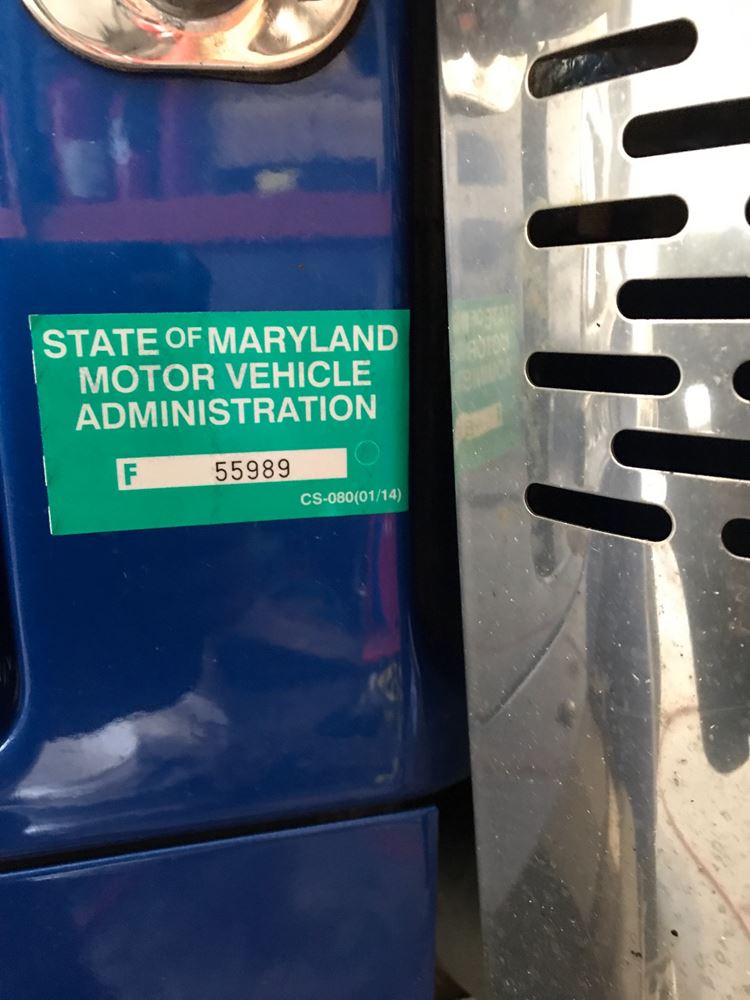 STATE OF MARYLAND
MOTOR VEHICLE
ADMINISTRATION
F 55989
CS-080(01/14)